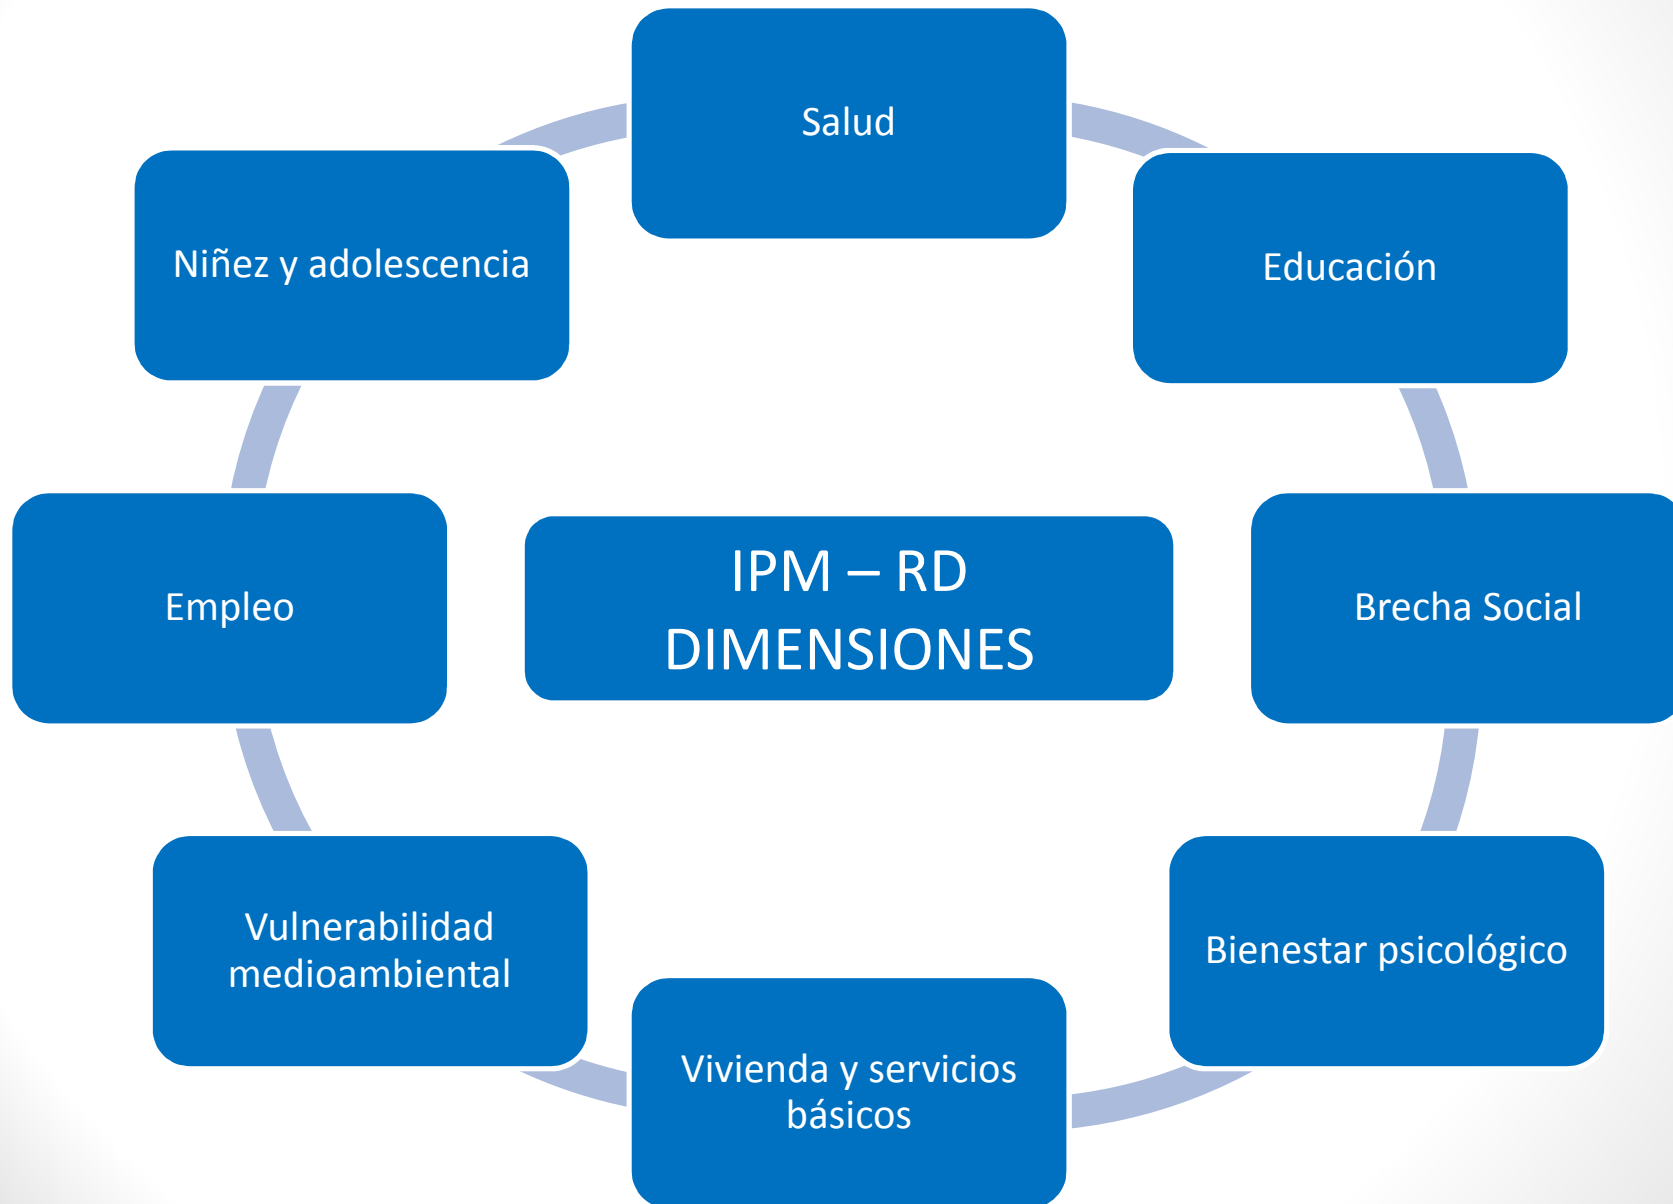 Salud
Educación
Brecha Social
Bienestar psicológico
Vivienda y servicios
básicos
Vulnerabilidad
medioambiental
Empleo
Niñez y adolescencia
IPM – RD
DIMENSIONES